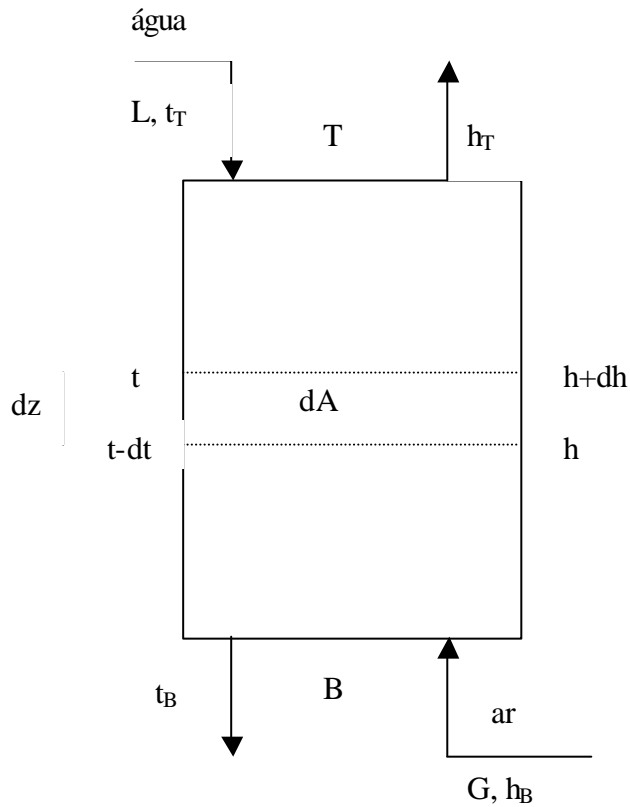 água
L, t_T
T
h_T
t
h+dh
dz
dA
t-dt
h
t_B
B
ar
G, h_B